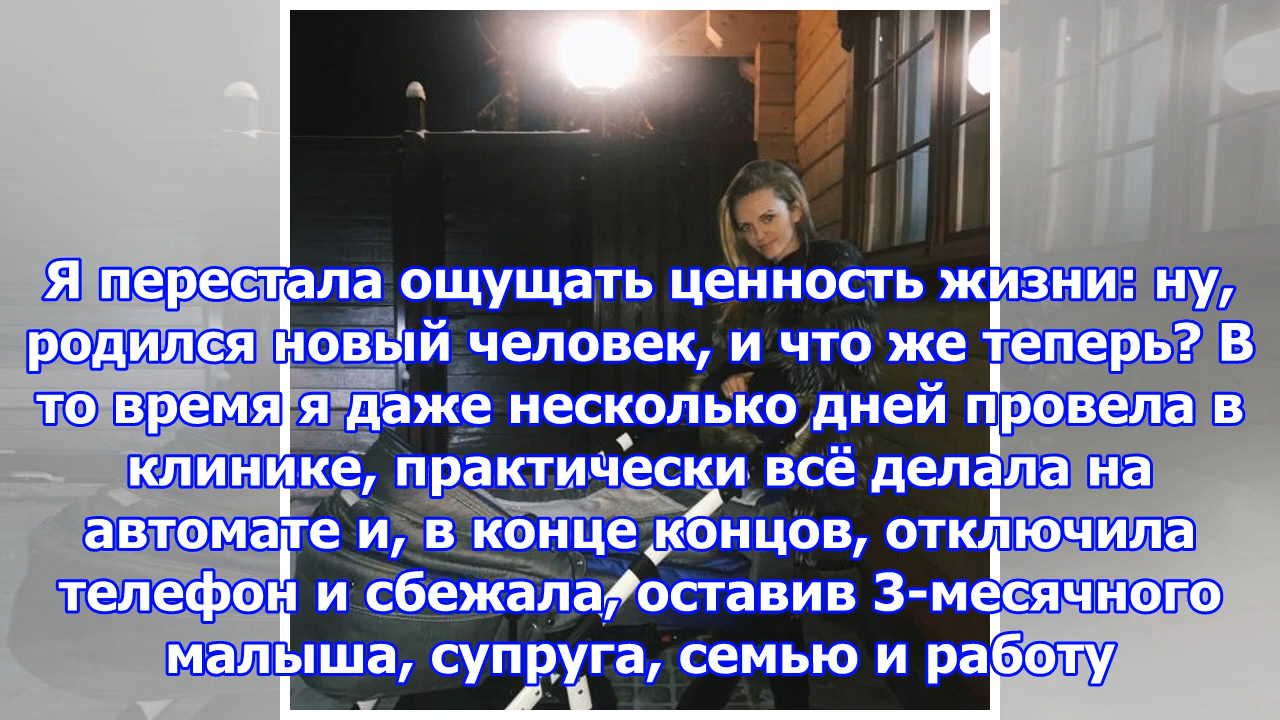 Я перестала ощущать ценность жизни: ну,
родился новый человек, и что же теперь? В
то время я даже несколько дней провела в
клинике, практически всё делала на
автомате и, в конце концов, отключила
телефон и сбежала, оставив 3-месячного
малыша, супруга, семью и работу